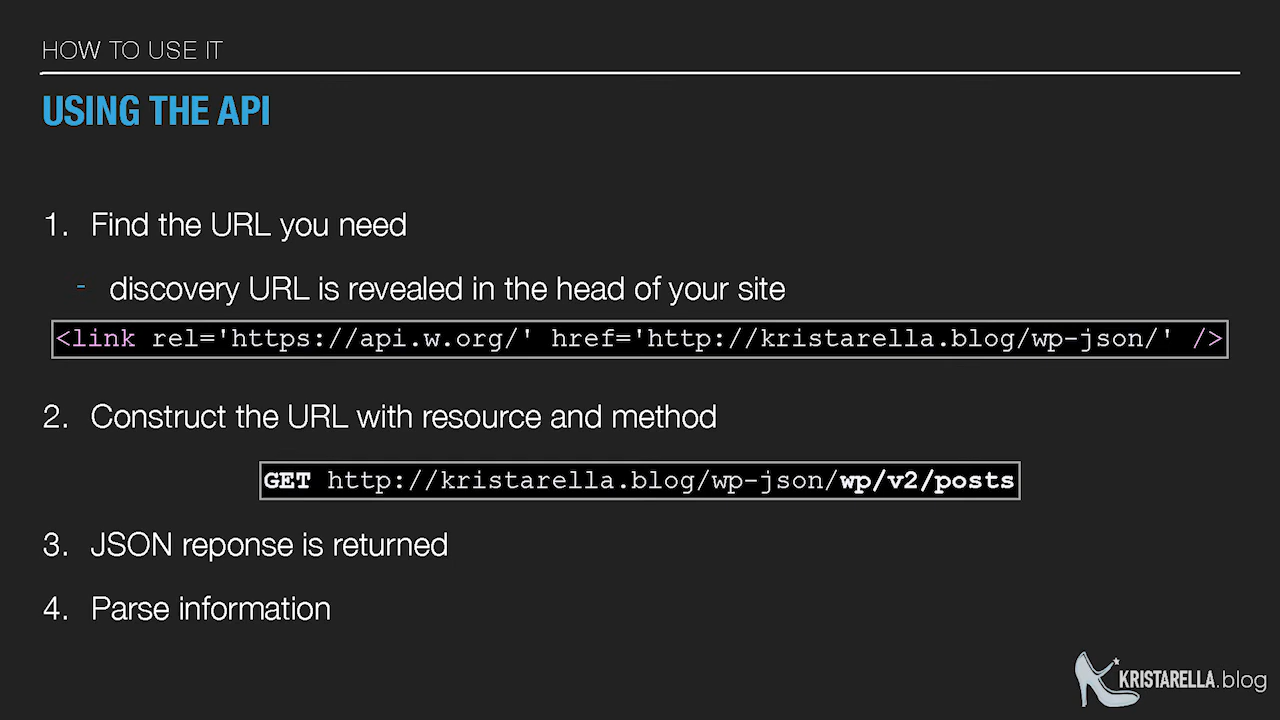 HOW TO USE IT
USING THE API
1. Find the URL you need
- discovery URL is revealed in the head of your site
<link rel='https://api.w.org/' href='http://kristarella.blog/wp-json/' />
2. Construct the URL with resource and method
GET http://kristarella.blog/wp-json/wp/v2/posts
3. JSON reponse is returned
4. Parse information
KRISTARELLA.blog